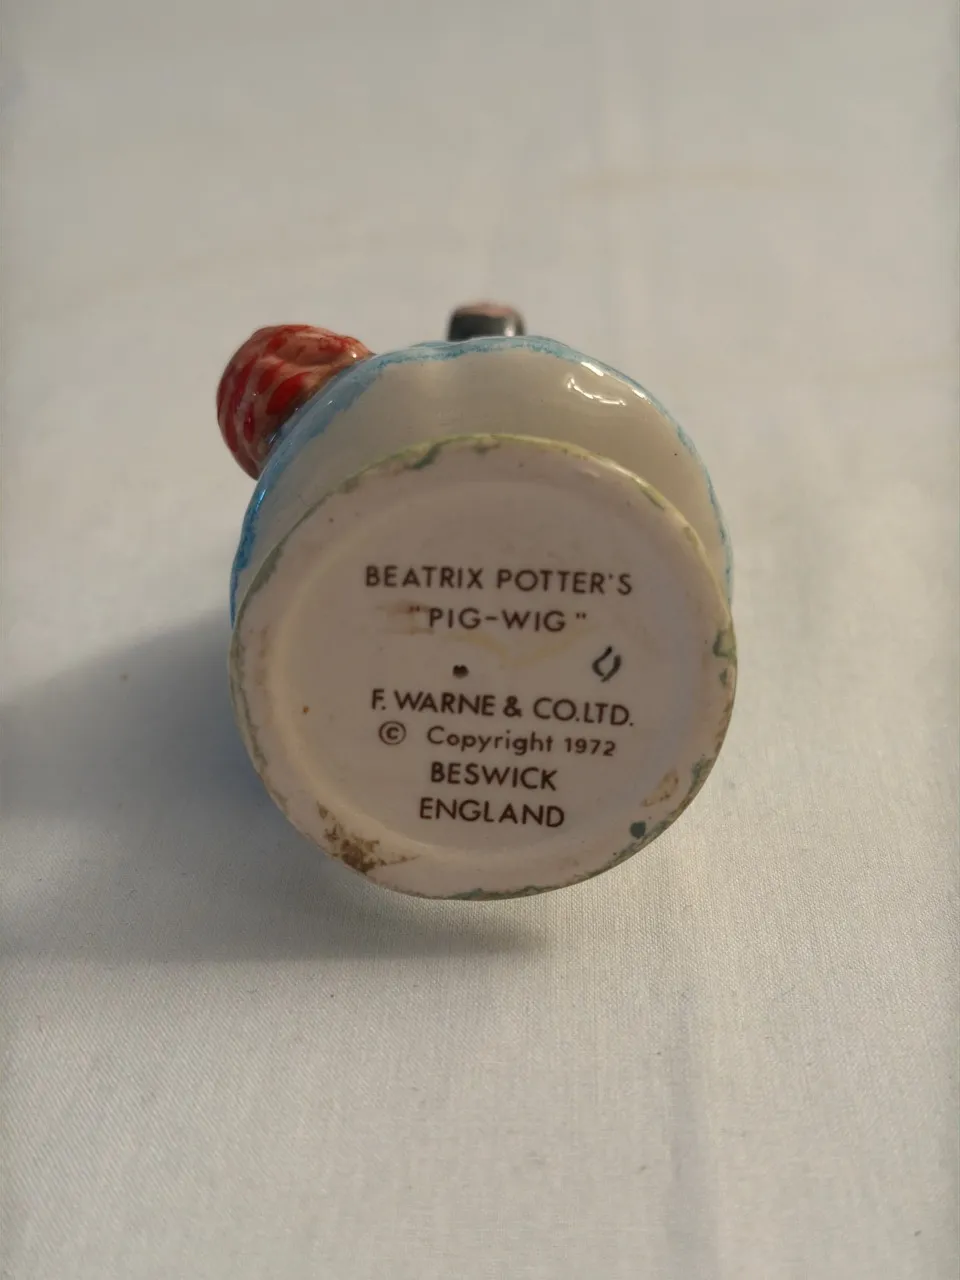 BEATRIX POTTER'S
"PIG-WIG"
F. WARNE & CO.LTD.
© Copyright 1972
BESWICK
ENGLAND